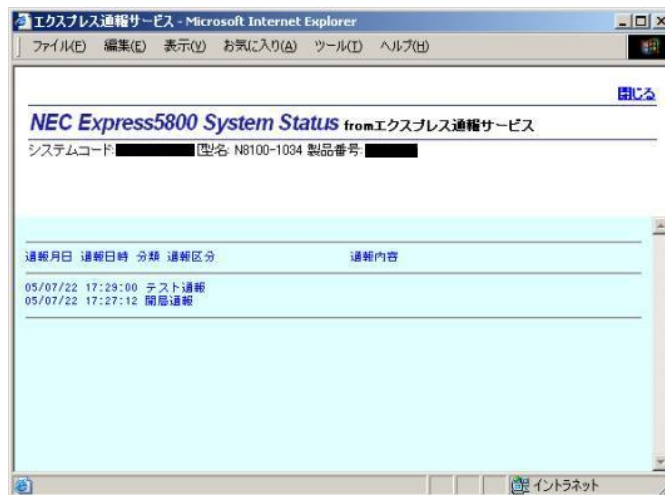 エクスプレス通報サービス - Microsoft Internet Explorer
ファイル(F) 編集(E) 表示(V) お気に入り(A) ツール(T) ヘルプ(H)
閉じる
NEC Express5800 System Status fromエクスプレス通報サービス
システムコード: 型名: N8100-1034 製品番号:
通報月日 通報日時 分類 通報区分 通報内容
05/07/22 17:29:00 テスト通報
05/07/22 17:27:12 開局通報
イントラネット